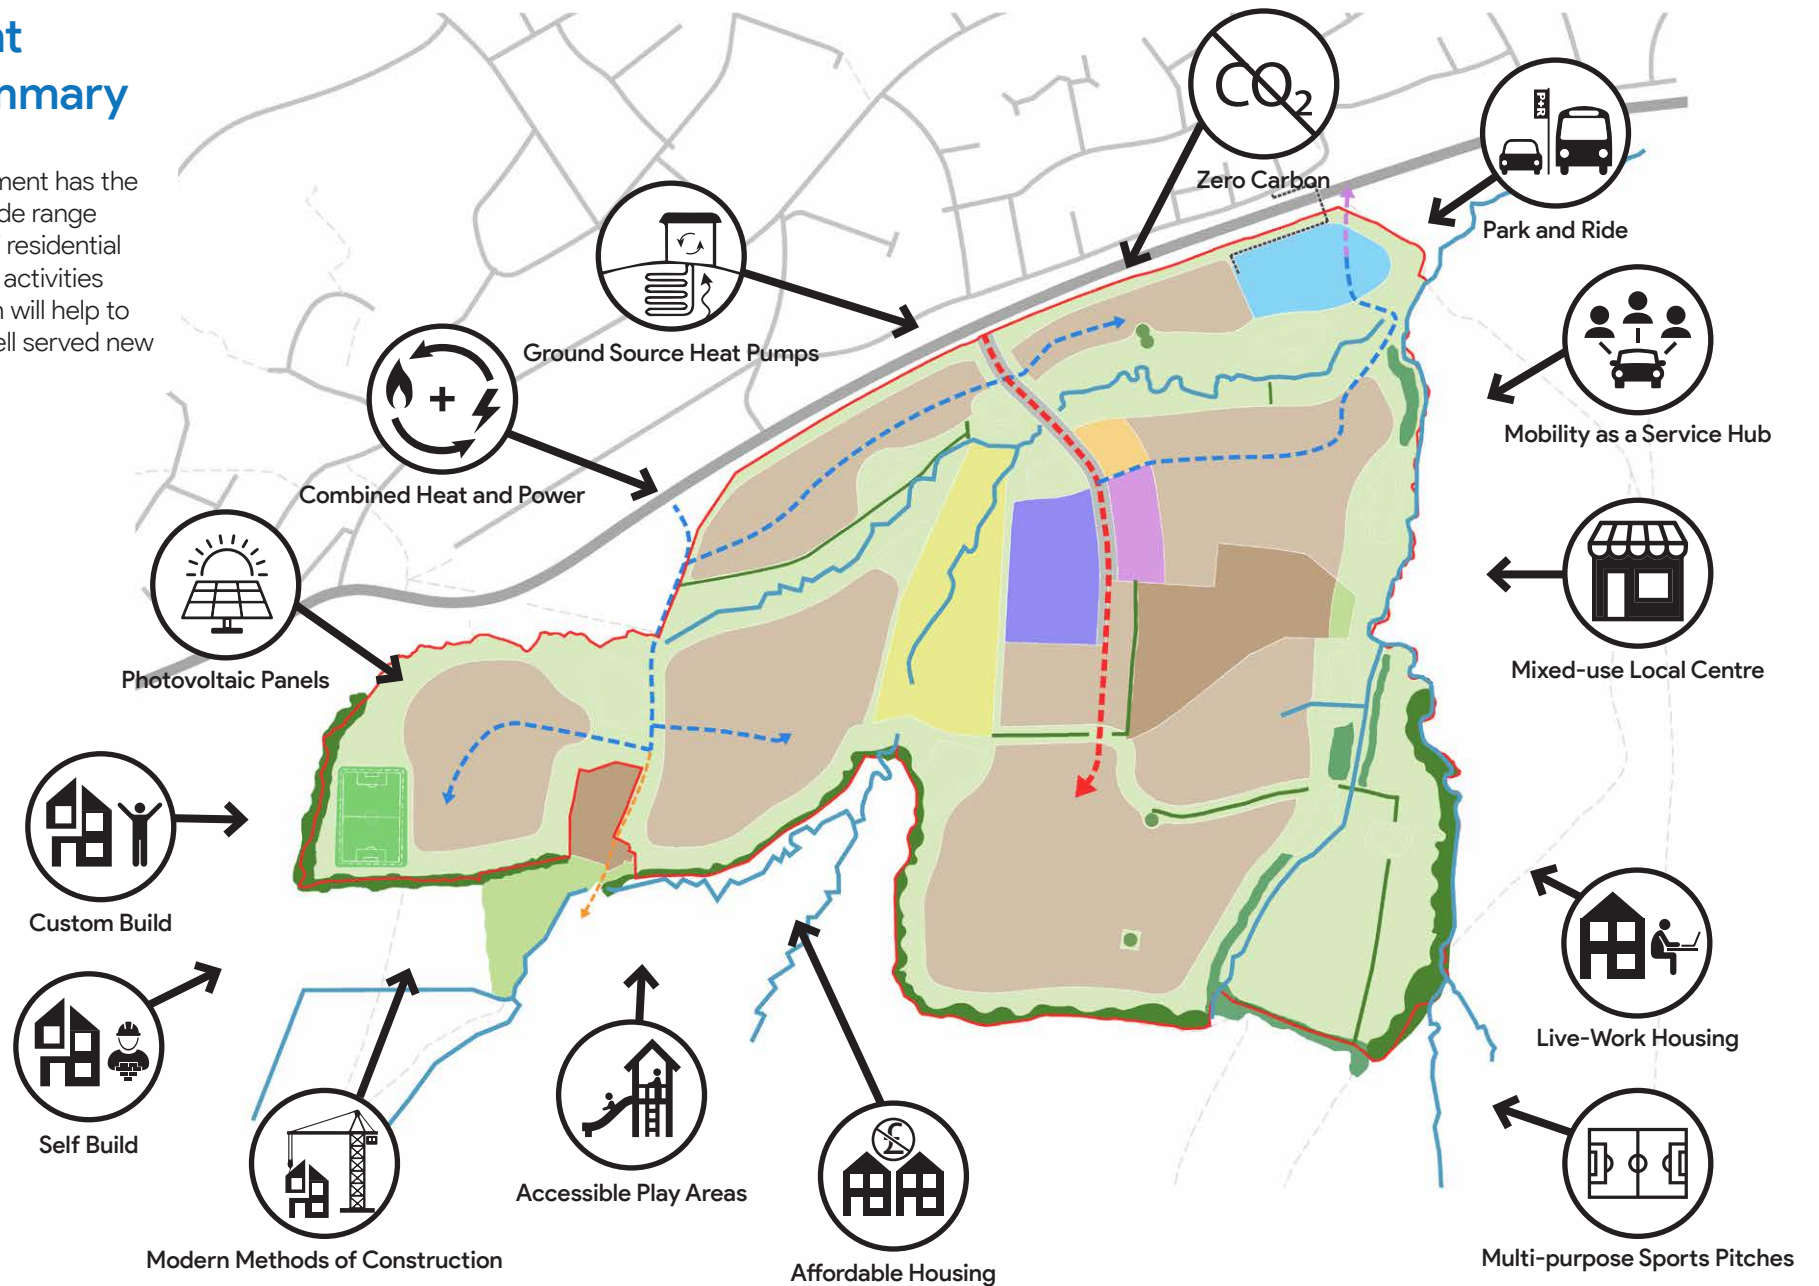 nt
nmary
ment has the
de range
residential
activities
n will help to
ell served new
CO2
Zero Carbon
P+R
Park and Ride
Ground Source Heat Pumps
Mobility as a Service Hub
+
Combined Heat and Power
Photovoltaic Panels
Mixed-use Local Centre
Custom Build
Self Build
Live-Work Housing
£
Accessible Play Areas
Modern Methods of Construction
Affordable Housing
Multi-purpose Sports Pitches